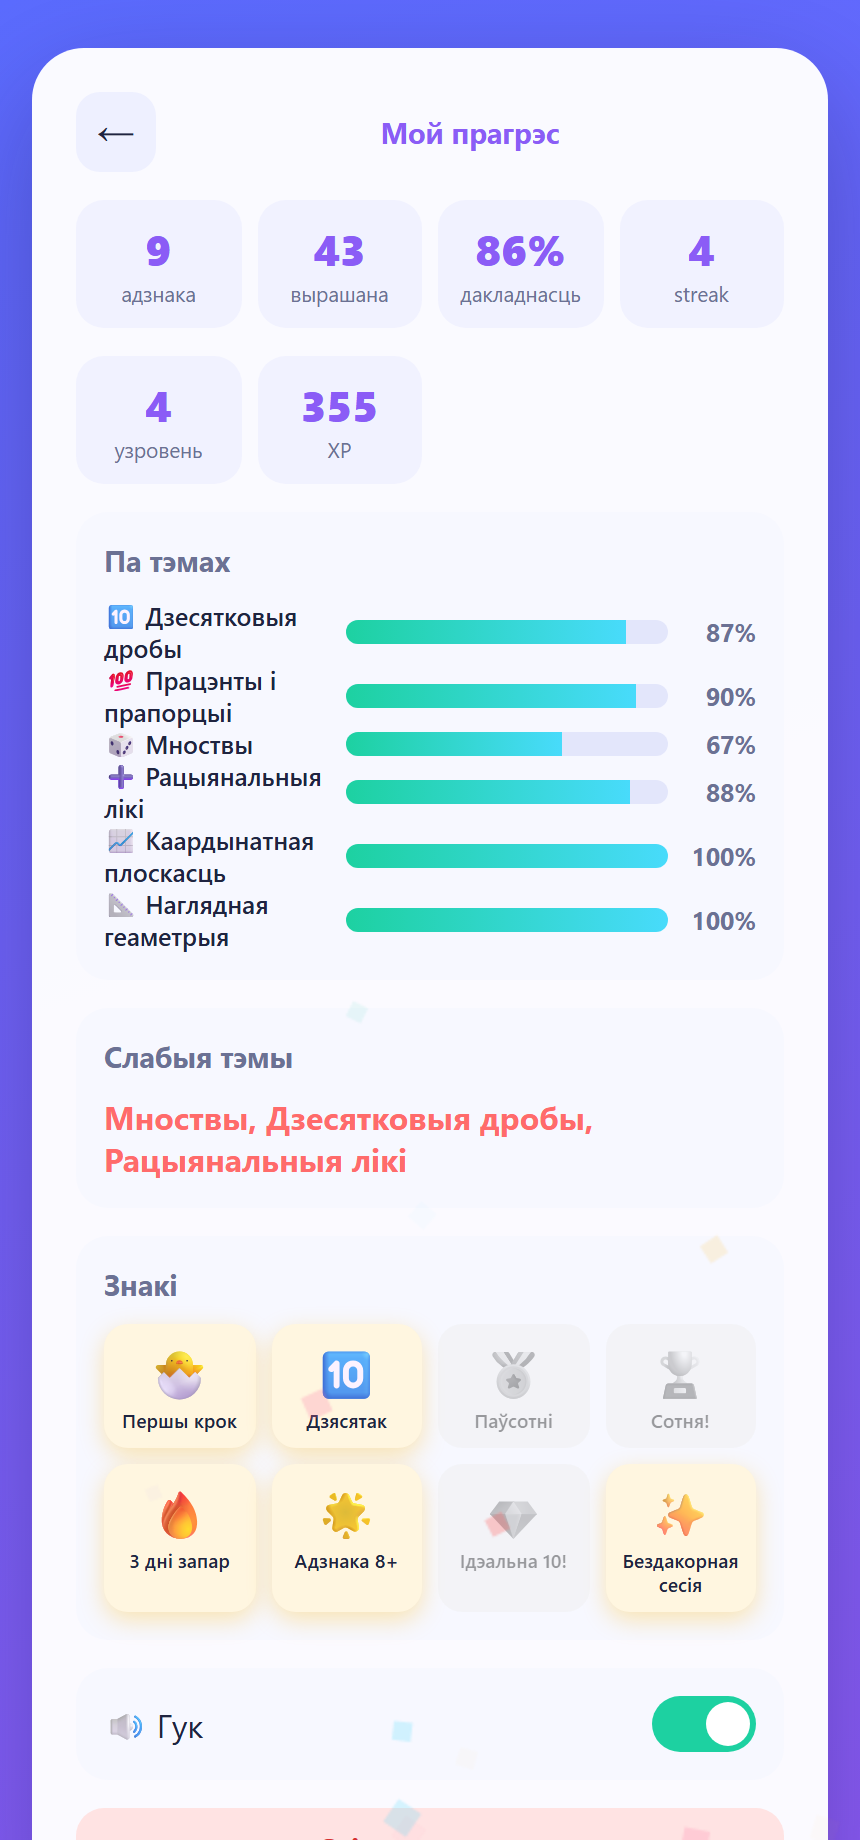 Мой прагрэс
9
адзнака
43
вырашана
86%
дакладнасць
4
streak
4
узровень
355
XP
Па тэмах
🔟 Дзесятковыя
дробы
87%
💯 Працэнты і
прапорцыі
90%
Мноствы
67%
Рацыянальныя
лікі
88%
Каардынатная
плоскасць
100%
Наглядная
геаметрыя
100%
Слабыя тэмы
Мноствы, Дзесятковыя дробы,
Рацыянальныя лікі
Знакі
Першы крок
10
Дзясятак
Паўсотні
Сотня!
3 дні запар
Адзнака 8+
Ідэальна 10!
Бездакорная
сесія
Гук